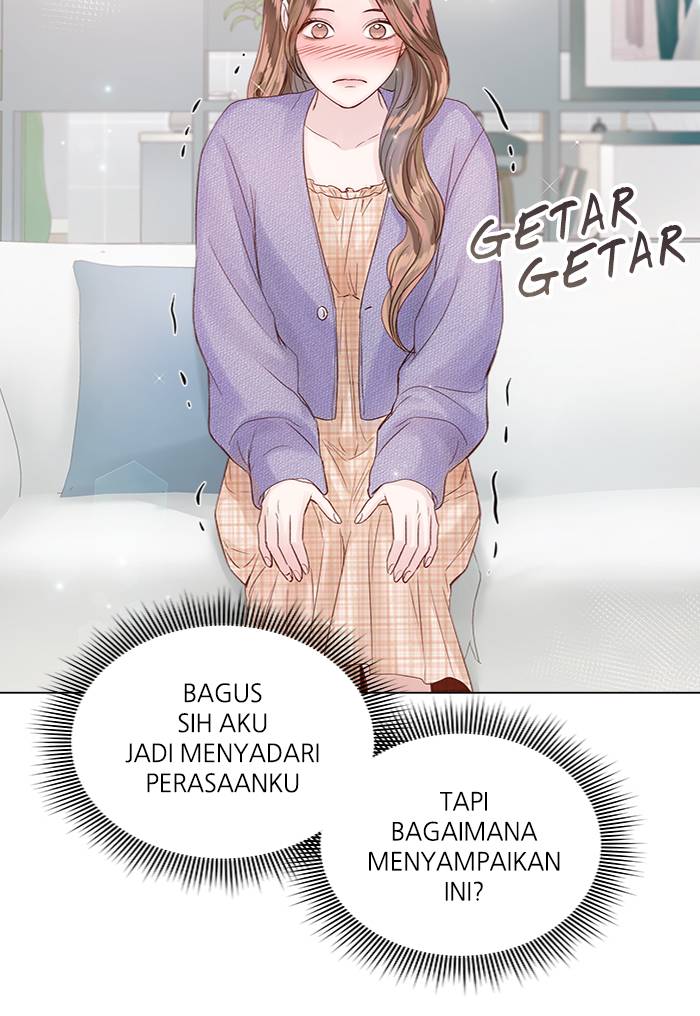 GETAR
GETAR
BAGUS
SIH AKU
JADI MENYADARI
PERASAANKU
TAPI
BAGAIMANA
MENYAMPAIKAN
INI?